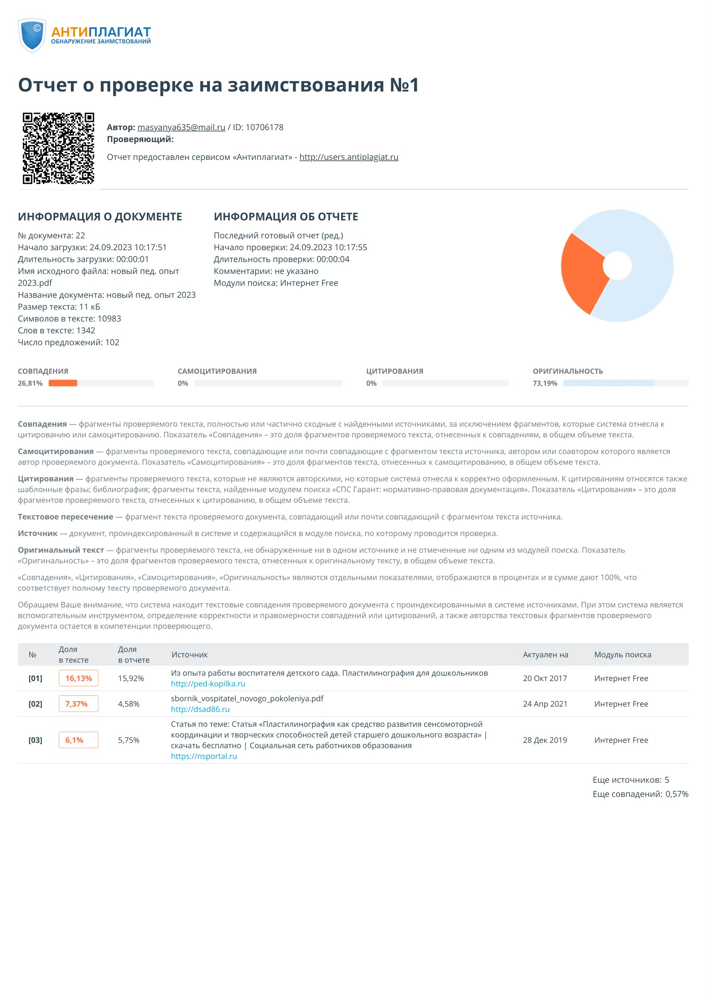 ©
АНТИПЛАГИАТ
ОБНАРУЖЕНИЕ ЗАИМСТВОВАНИЙ
Отчет о проверке на заимствования №1
Автор: masyanya635@mail.ru / ID: 10706178
Проверяющий:
Отчет предоставлен сервисом «Антиплагиат» - http://users.antiplagiat.ru
ИНФОРМАЦИЯ О ДОКУМЕНТЕ
№ документа: 22
Начало загрузки: 24.09.2023 10:17:51
Длительность загрузки: 00:00:01
Имя исходного файла: новый пед. опыт
2023.pdf
Название документа: новый пед. опыт 2023
Размер текста: 11 кБ
Символов в тексте: 10983
Слов в тексте: 1342
Число предложений: 102
ИНФОРМАЦИЯ ОБ ОТЧЕТЕ
Последний готовый отчет (ред.)
Начало проверки: 24.09.2023 10:17:55
Длительность проверки: 00:00:04
Комментарии: не указано
Модули поиска: Интернет Free
СОВПАДЕНИЯ
26,81%
САМОЦИТИРОВАНИЯ
0%
ЦИТИРОВАНИЯ
0%
ОРИГИНАЛЬНОСТЬ
73,19%
Совпадения — фрагменты проверяемого текста, полностью или частично сходные с найденными источниками, за исключением фрагментов, которые система отнесла к
цитированию или самоцитированию. Показатель «Совпадения» – это доля фрагментов проверяемого текста, отнесенных к совпадениям, в общем объеме текста.
Самоцитирования — фрагменты проверяемого текста, совпадающие или почти совпадающие с фрагментом текста источника, автором или соавтором которого является
автор проверяемого документа. Показатель «Самоцитирования» – это доля фрагментов текста, отнесенных к самоцитированию, в общем объеме текста.
Цитирования — фрагменты проверяемого текста, которые не являются авторскими, но которые система отнесла к корректно оформленным. К цитированиям относятся также
шаблонные фразы; библиография; фрагменты текста, найденные модулем поиска «СПС Гарант: нормативно-правовая документация». Показатель «Цитирования» – это доля
фрагментов проверяемого текста, отнесенных к цитированию, в общем объеме текста.
Текстовое пересечение — фрагмент текста проверяемого документа, совпадающий или почти совпадающий с фрагментом текста источника.
Источник — документ, проиндексированный в системе и содержащийся в модуле поиска, по которому проводится проверка.
Оригинальный текст — фрагменты проверяемого текста, не обнаруженные ни в одном источнике и не отмеченные ни одним из модулей поиска. Показатель
«Оригинальность» – это доля фрагментов проверяемого текста, отнесенных к оригинальному тексту, в общем объеме текста.
«Совпадения», «Цитирования», «Самоцитирования», «Оригинальность» являются отдельными показателями, отображаются в процентах и в сумме дают 100%, что
соответствует полному тексту проверяемого документа.
Обращаем Ваше внимание, что система находит текстовые совпадения проверяемого документа с проиндексированными в системе источниками. При этом система является
вспомогательным инструментом, определение корректности и правомерности совпадений или цитирований, а также авторства текстовых фрагментов проверяемого
документа остается в компетенции проверяющего.
№ Доля в тексте Доля в отчете Источник Актуален на Модуль поиска
[01] 16,13% 15,92% Из опыта работы воспитателя детского сада. Пластилинография для дошкольников 20 Окт 2017 Интернет Free
http://ped-kopilka.ru
[02] 7,37% 4,58% sbornik_vospitatel_novogo_pokoleniya.pdf 24 Апр 2021 Интернет Free
http://dsad86.ru
[03] 6,1% 5,75% Статья по теме: Статья «Пластилинография как средство развития сенсомоторной
координации и творческих способностей детей старшего дошкольного возраста» |
скачать бесплатно | Социальная сеть работников образования 28 Дек 2019 Интернет Free
https://nsportal.ru
Еще источников: 5
Еще совпадений: 0,57%